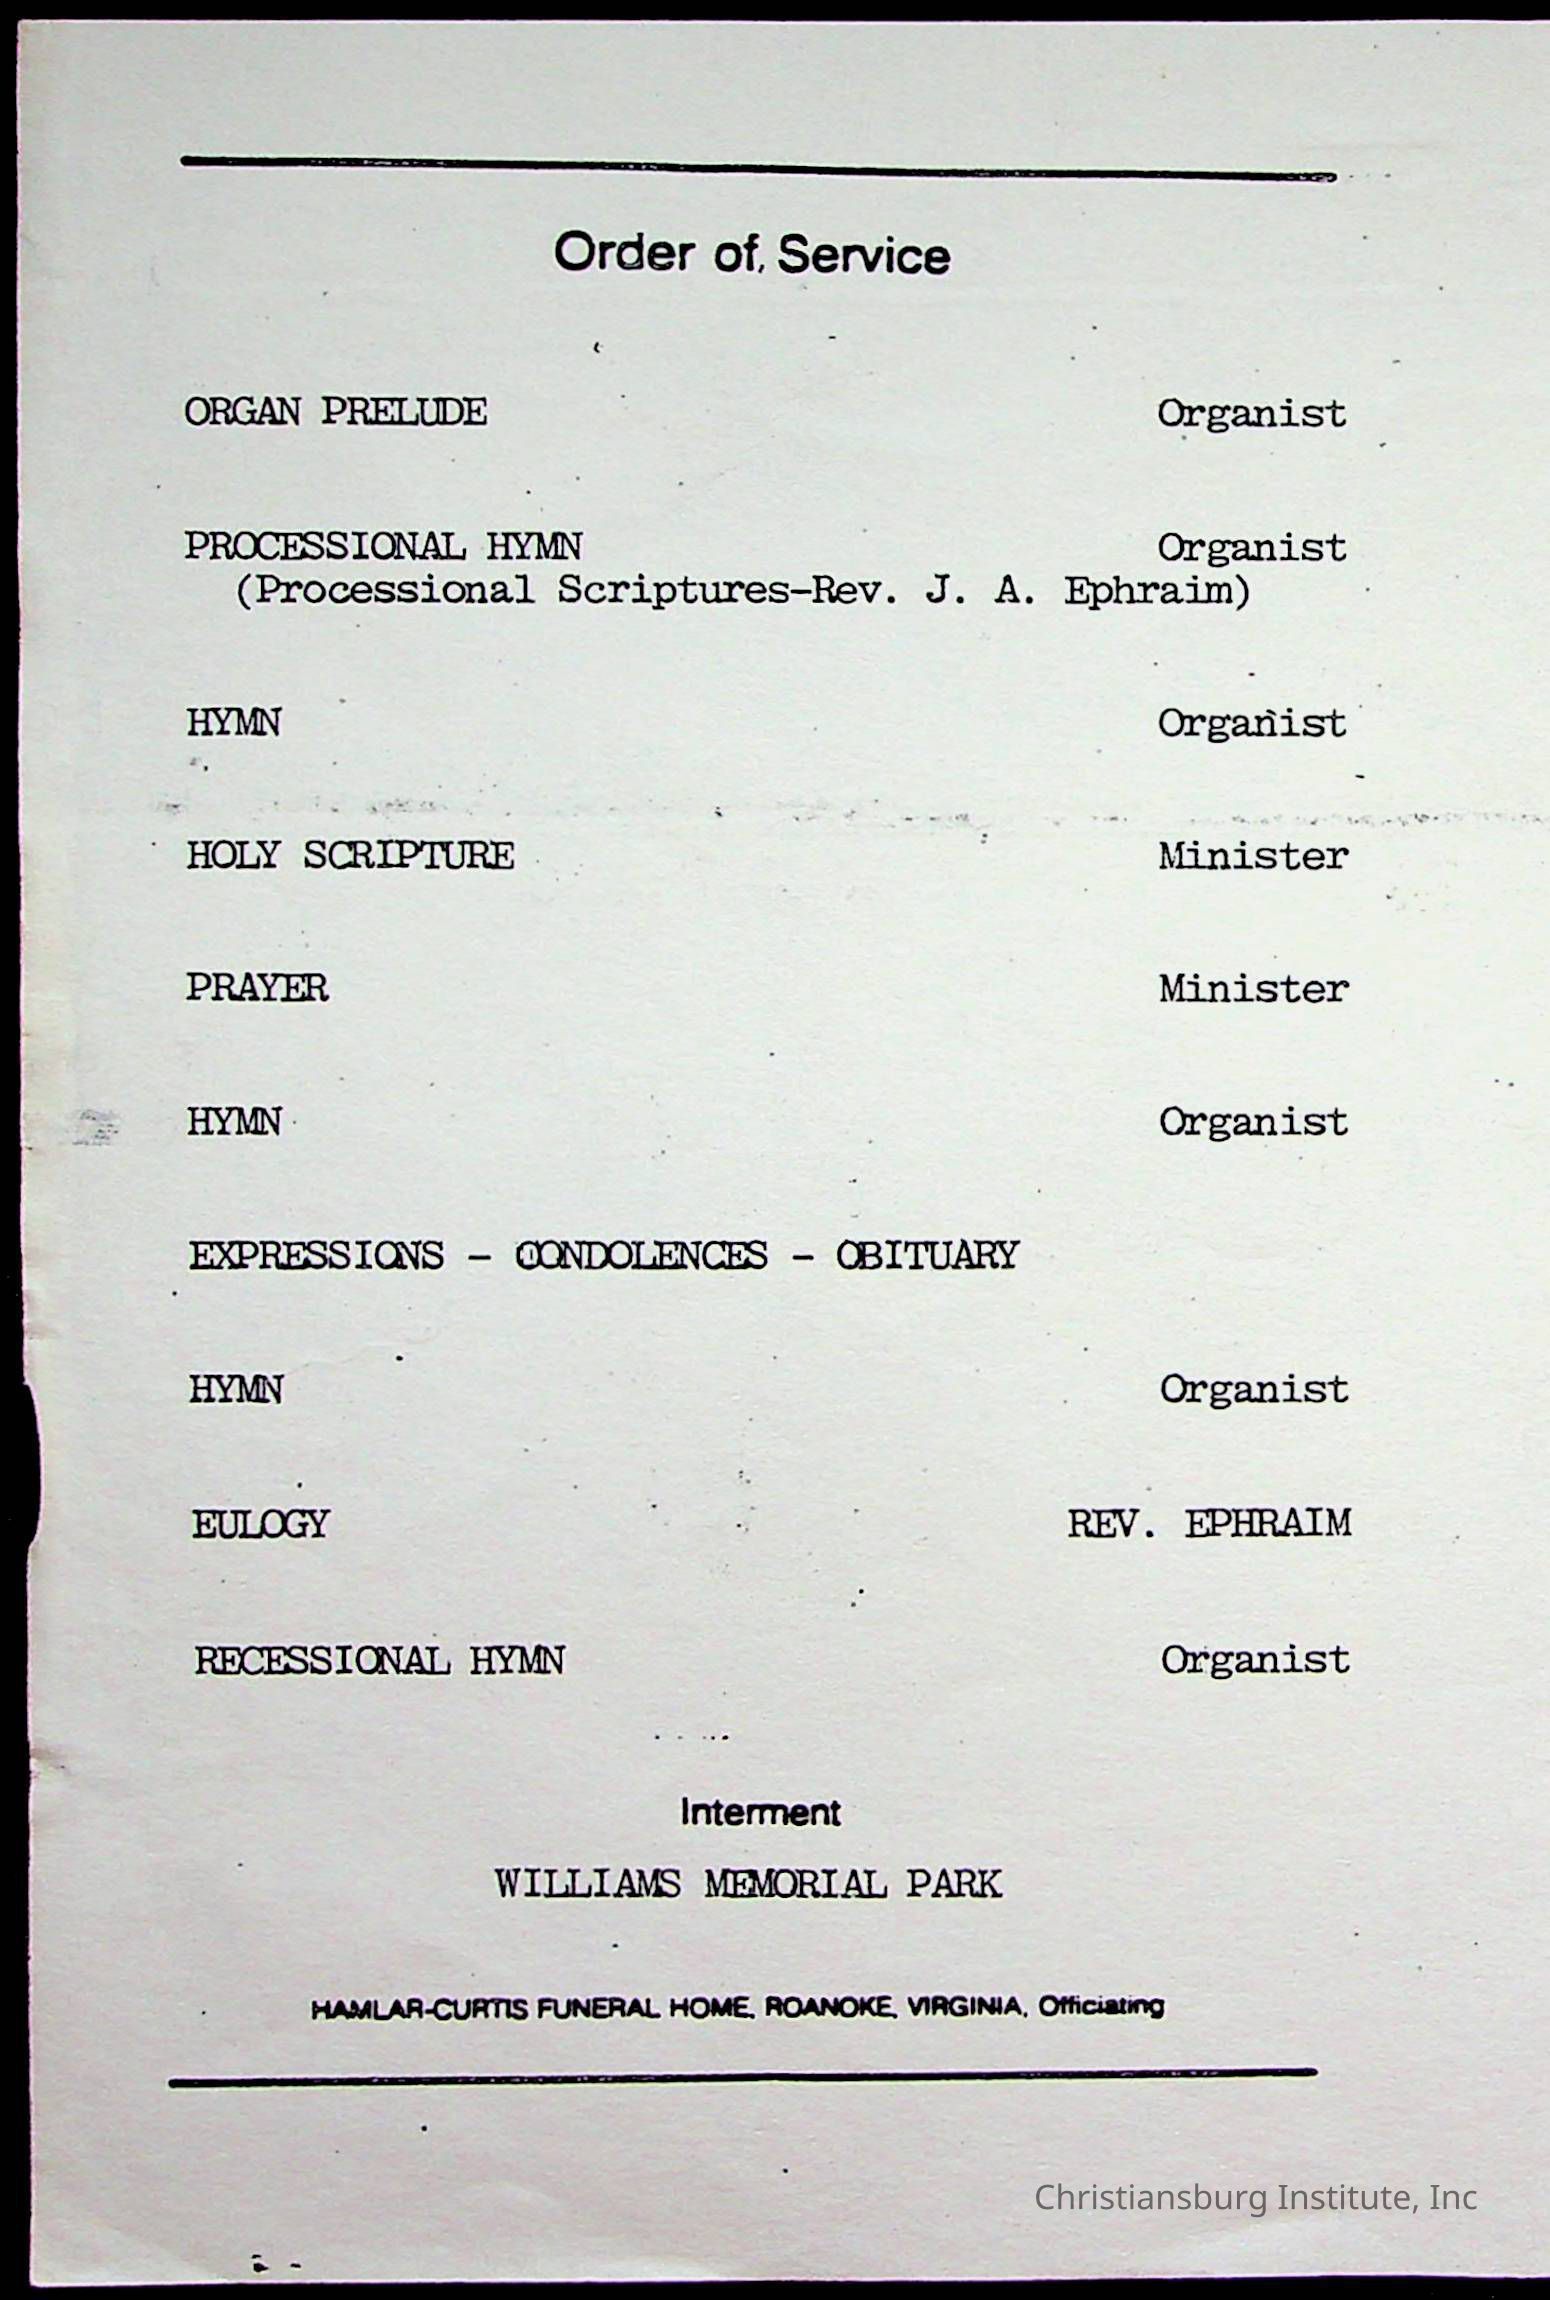 Order of Service
ORGAN PRELUDE Organist
PROCESSIONAL HYMN Organist
(Processional Scriptures-Rev. J. A. Ephraim)
HYMN Organist
HOLY SCRIPTURE Minister
PRAYER Minister
HYMN Organist
EXPRESSIONS - CONDOLENCES - OBITUARY
HYMN Organist
EULOGY REV. EPHRAIM
RECESSIONAL HYMN Organist
Interment
WILLIAMS MEMORIAL PARK
HAMLAR-CURTIS FUNERAL HOME, ROANOKE, VIRGINIA, Officiating
Christiansburg Institute, Inc